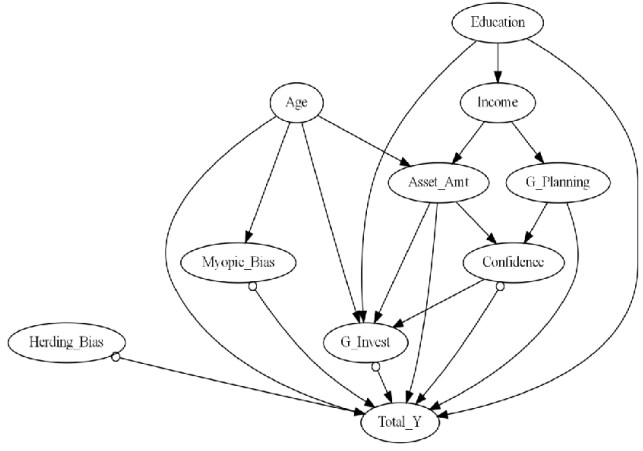 Education
Age
Income
Asset_Amt
G_Planning
Myopic_Bias
Confidence
Herding_Bias
G_Invest
Total_Y